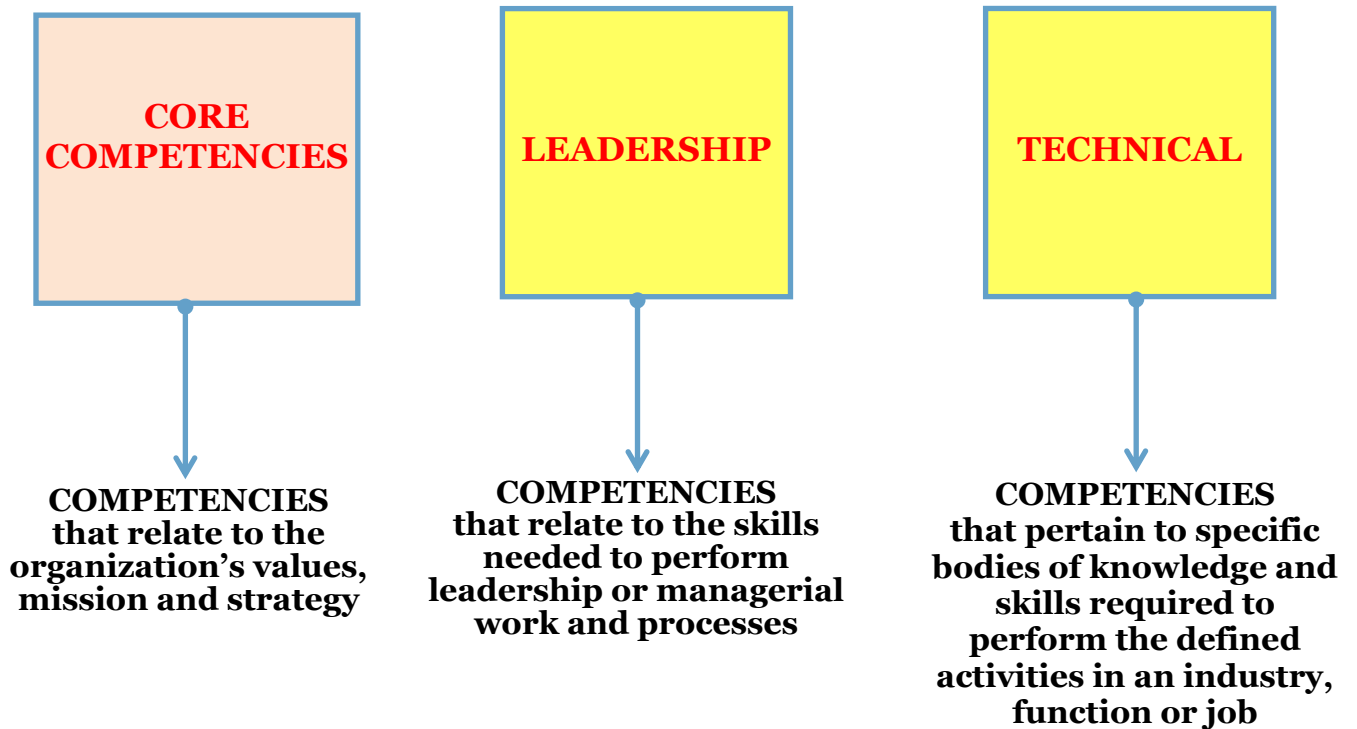 CORE
COMPETENCIES
COMPETENCIES
that relate to the
organization’s values,
mission and strategy
LEADERSHIP
COMPETENCIES
that relate to the skills
needed to perform
leadership or managerial
work and processes
TECHNICAL
COMPETENCIES
that pertain to specific
bodies of knowledge and
skills required to
perform the defined
activities in an industry,
function or job